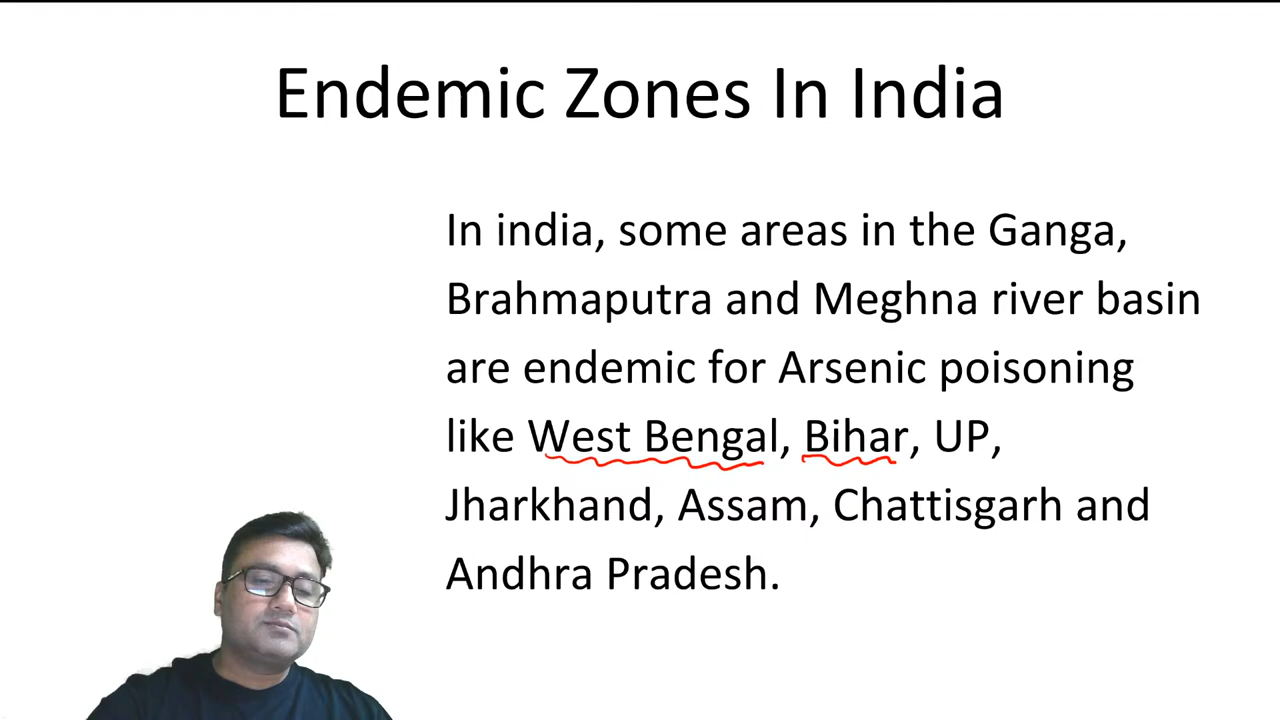 Endemic Zones In India
In india, some areas in the Ganga,
Brahmaputra and Meghna river basin
are endemic for Arsenic poisoning
like West Bengal, Bihar, UP,
Jharkhand, Assam, Chattisgarh and
Andhra Pradesh.